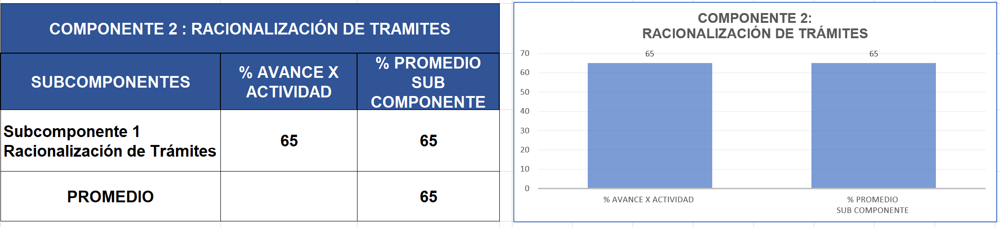 COMPONENTE 2 : RACIONALIZACIÓN DE TRAMITES
SUBCOMPONENTES
% AVANCE X
ACTIVIDAD
% PROMEDIO
SUB
COMPONENTE
Subcomponente 1
Racionalización de Trámites
65
65
PROMEDIO
65
COMPONENTE 2:
RACIONALIZACIÓN DE TRÁMITES
70
60
50
40
30
20
10
0
65
65
% AVANCE X ACTIVIDAD
% PROMEDIO
SUB COMPONENTE